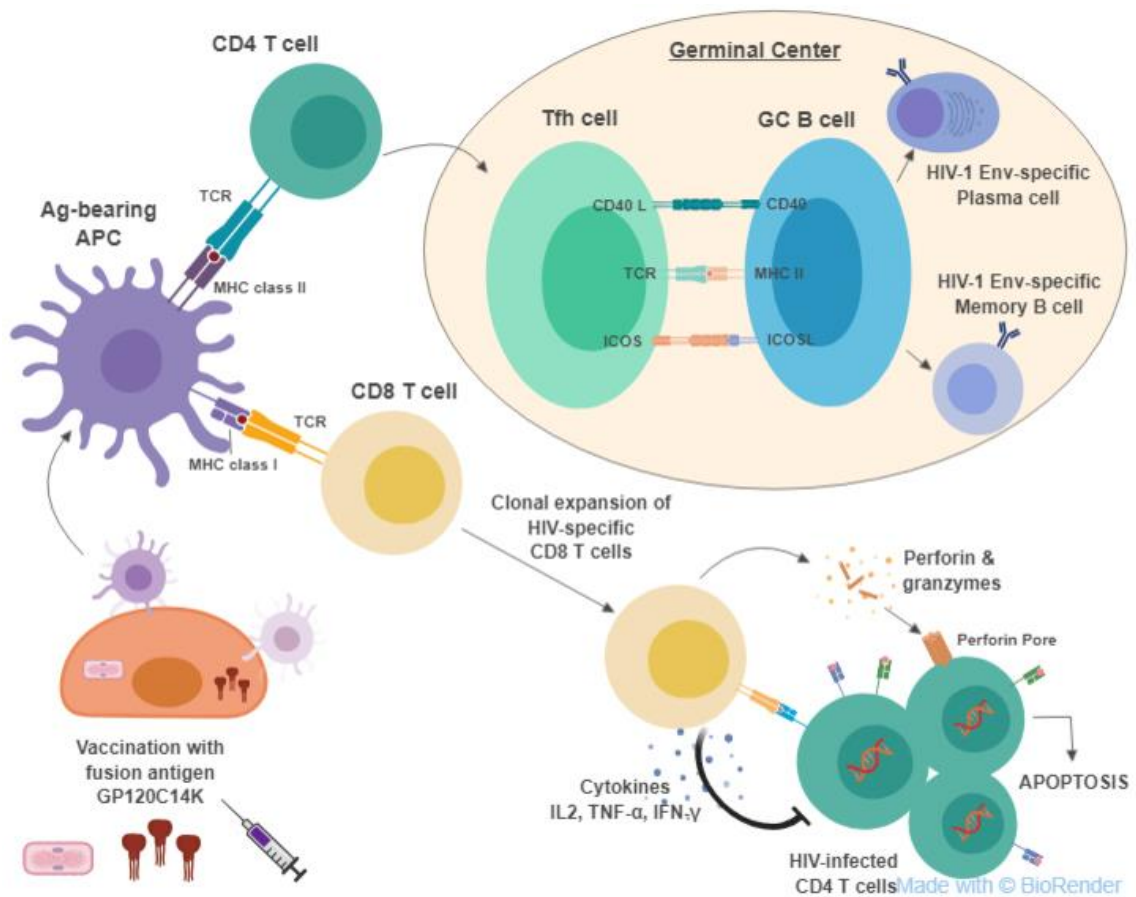 CD4 T cell
TCR
Ag-bearing
APC
MHC class II
Germinal Center
Tfh cell
GC B cell
CD40 L
CD40
TCR
MHC II
ICOS
ICOSL
HIV-1 Env-specific
Plasma cell
HIV-1 Env-specific
Memory B cell
CD8 T cell
TCR
MHC class I
Clonal expansion of
HIV-specific
CD8 T cells
Perforin &
granzymes
Perforin Pore
Vaccination with
fusion antigen
GP120C14K
Cytokines
IL2, TNF-α, IFN-γ
APOPTOSIS
HIV-infected
CD4 T cells
Made with © BioRender